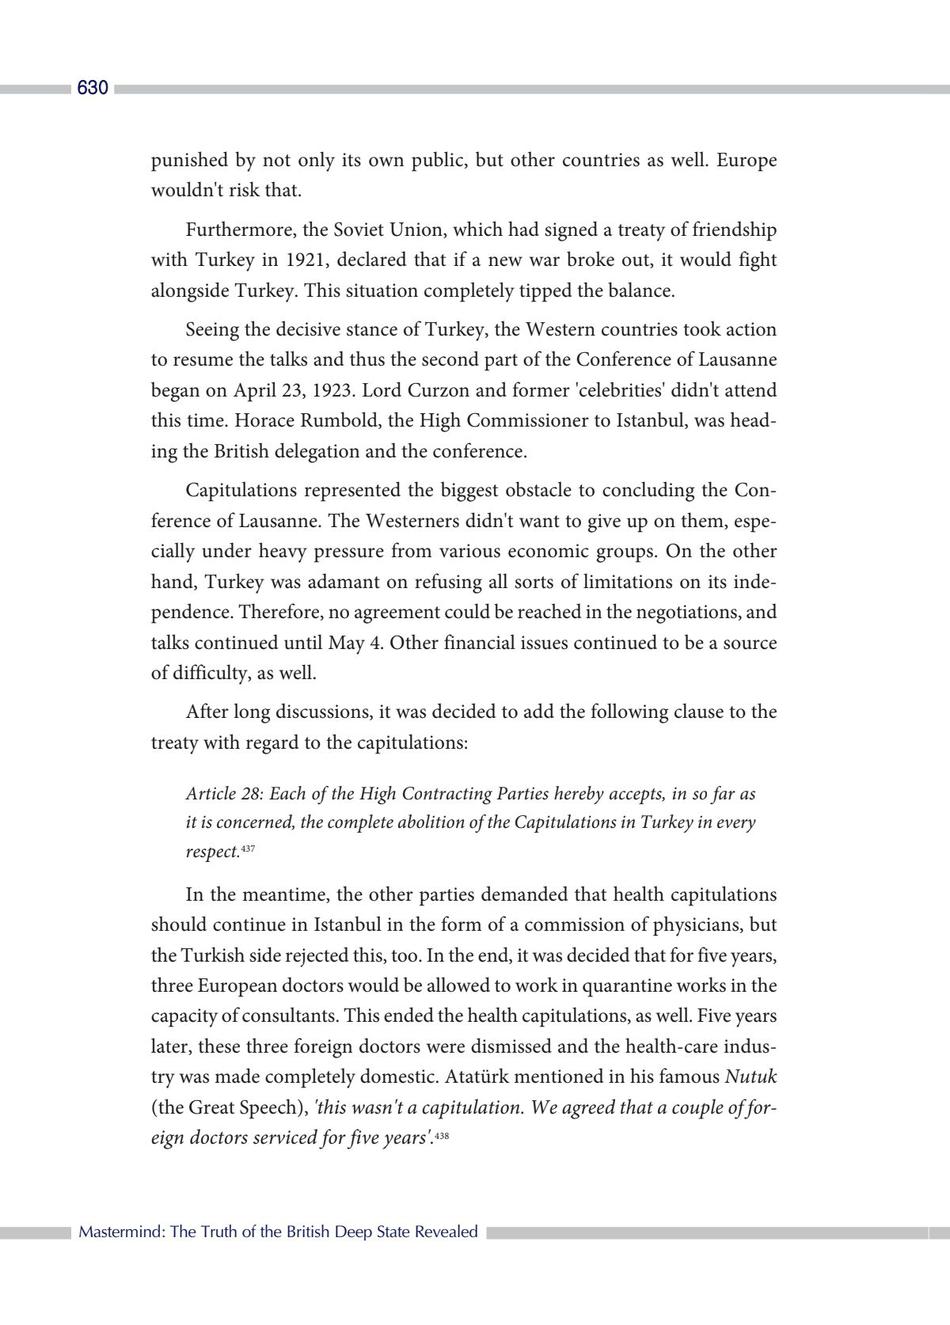 630
punished by not only its own public, but other countries as well. Europe
wouldn't risk that.
Furthermore, the Soviet Union, which had signed a treaty of friendship
with Turkey in 1921, declared that if a new war broke out, it would fight
alongside Turkey. This situation completely tipped the balance.
Seeing the decisive stance of Turkey, the Western countries took action
to resume the talks and thus the second part of the Conference of Lausanne
began on April 23, 1923. Lord Curzon and former 'celebrities' didn't attend
this time. Horace Rumbold, the High Commissioner to Istanbul, was head-
ing the British delegation and the conference.
Capitulations represented the biggest obstacle to concluding the Con-
ference of Lausanne. The Westerners didn't want to give up on them, espe-
cially under heavy pressure from various economic groups. On the other
hand, Turkey was adamant on refusing all sorts of limitations on its inde-
pendence. Therefore, no agreement could be reached in the negotiations, and
talks continued until May 4. Other financial issues continued to be a source
of difficulty, as well.
After long discussions, it was decided to add the following clause to the
treaty with regard to the capitulations:
Article 28: Each of the High Contracting Parties hereby accepts, in so far as
it is concerned, the complete abolition of the Capitulations in Turkey in every
respect.437
In the meantime, the other parties demanded that health capitulations
should continue in Istanbul in the form of a commission of physicians, but
the Turkish side rejected this, too. In the end, it was decided that for five years,
three European doctors would be allowed to work in quarantine works in the
capacity of consultants. This ended the health capitulations, as well. Five years
later, these three foreign doctors were dismissed and the health-care indus-
try was made completely domestic. Atatürk mentioned in his famous Nutuk
(the Great Speech), 'this wasn't a capitulation. We agreed that a couple of for-
eign doctors serviced for five years'.438
Mastermind: The Truth of the British Deep State Revealed